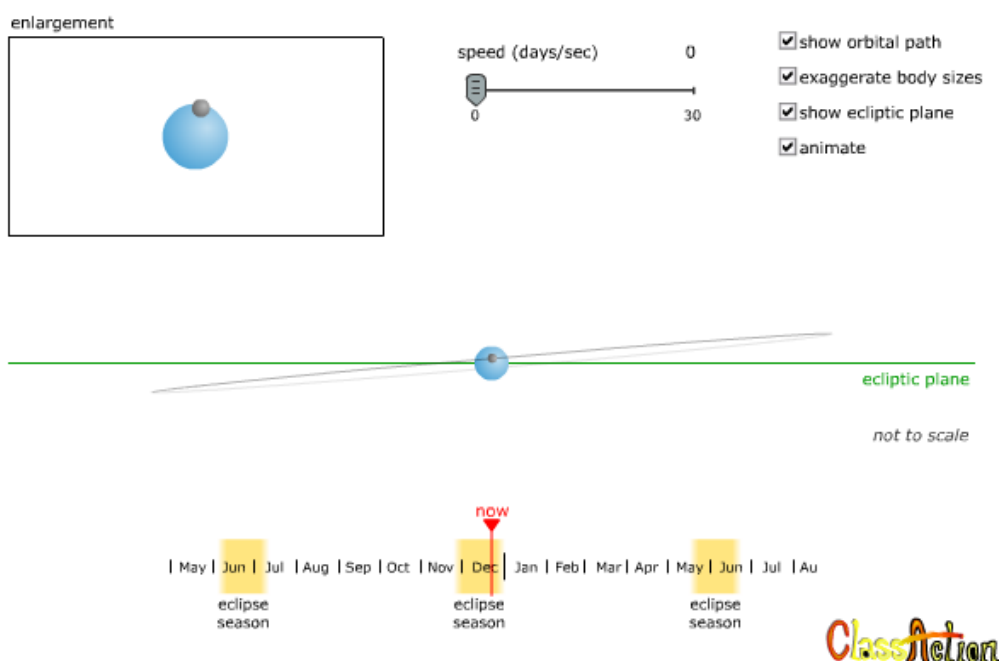 enlargement
speed (days/sec) 0
0 30
show orbital path
exaggerate body sizes
show ecliptic plane
animate
ecliptic plane
not to scale
now
May Jun Jul Aug Sep Oct Nov Dec Jan Feb Mar Apr May Jun Jul Au
eclipse season
eclipse season
eclipse season
ClassAction